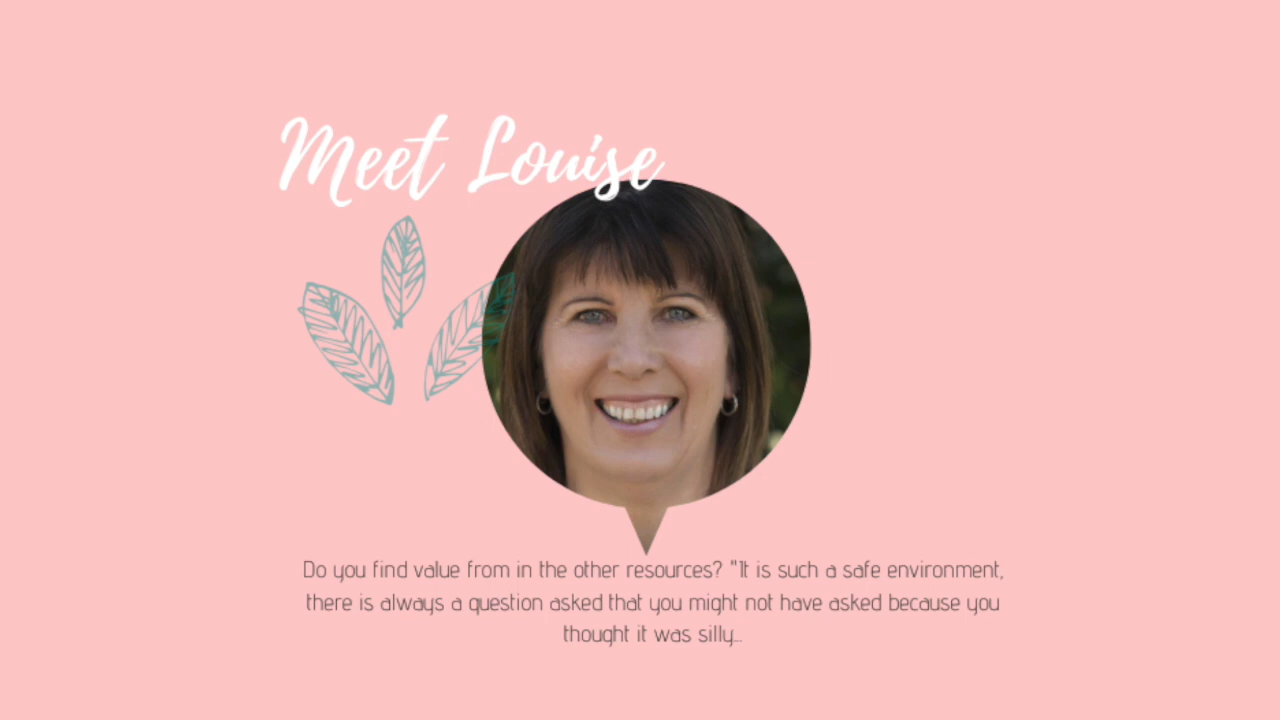 Meet Louise
Do you find value from in the other resources? "It is such a safe environment,
there is always a question asked that you might not have asked because you
thought it was silly...